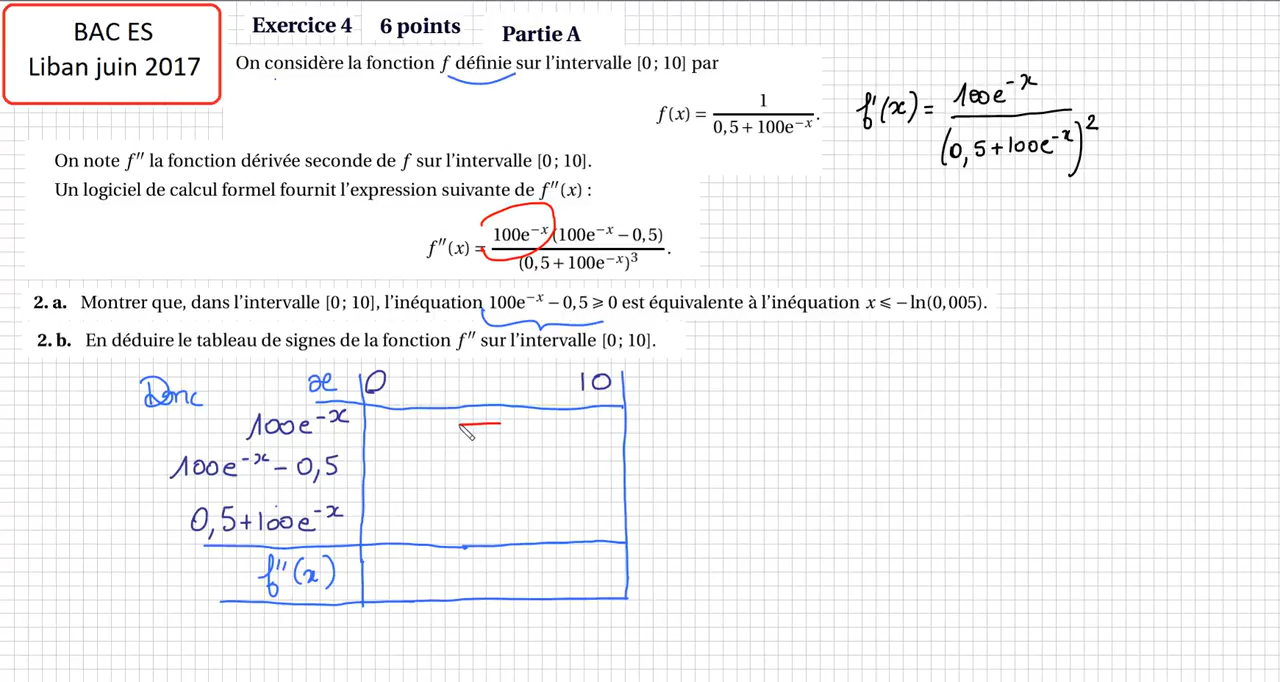 BAC ES
Liban juin 2017
Exercice 4 6 points Partie A
On considère la fonction f définie sur l'intervalle [0 ; 10] par
f(x) = 1 / (0,5 + 100e^{-x}).
f'(x) = 100e^{-x} / (0,5+100e^{-x})^2
On note f'' la fonction dérivée seconde de f sur l'intervalle [0 ; 10].
Un logiciel de calcul formel fournit l'expression suivante de f''(x) :
f''(x) = 100e^{-x}(100e^{-x} − 0,5) / (0,5 + 100e^{-x})^3.
2. a. Montrer que, dans l'intervalle [0 ; 10], l'inéquation 100e^{-x} − 0,5 ⩾ 0 est équivalente à l'inéquation x ⩽ − ln(0,005).
2. b. En déduire le tableau de signes de la fonction f'' sur l'intervalle [0 ; 10].
Donc x 0 10
100e^{-x}
100e^{-x} − 0,5
0,5+100e^{-x}
f''(x)